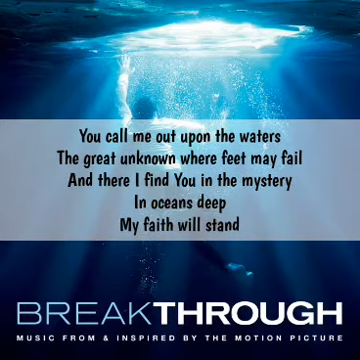 You call me out upon the waters
The great unknown where feet may fail
And there I find You in the mystery
In oceans deep
My faith will stand
BREAKTHROUGH
MUSIC FROM & INSPIRED BY THE MOTION PICTURE